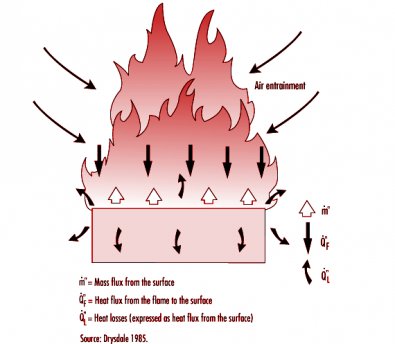 Air entrainment
ṁ"
Q̇"F
Q̇"L
ṁ" = Mass flux from the surface
Q̇"F = Heat flux from the flame to the surface
Q̇"L = Heat losses (expressed as heat flux from the surface)
Source: Drysdale 1985.